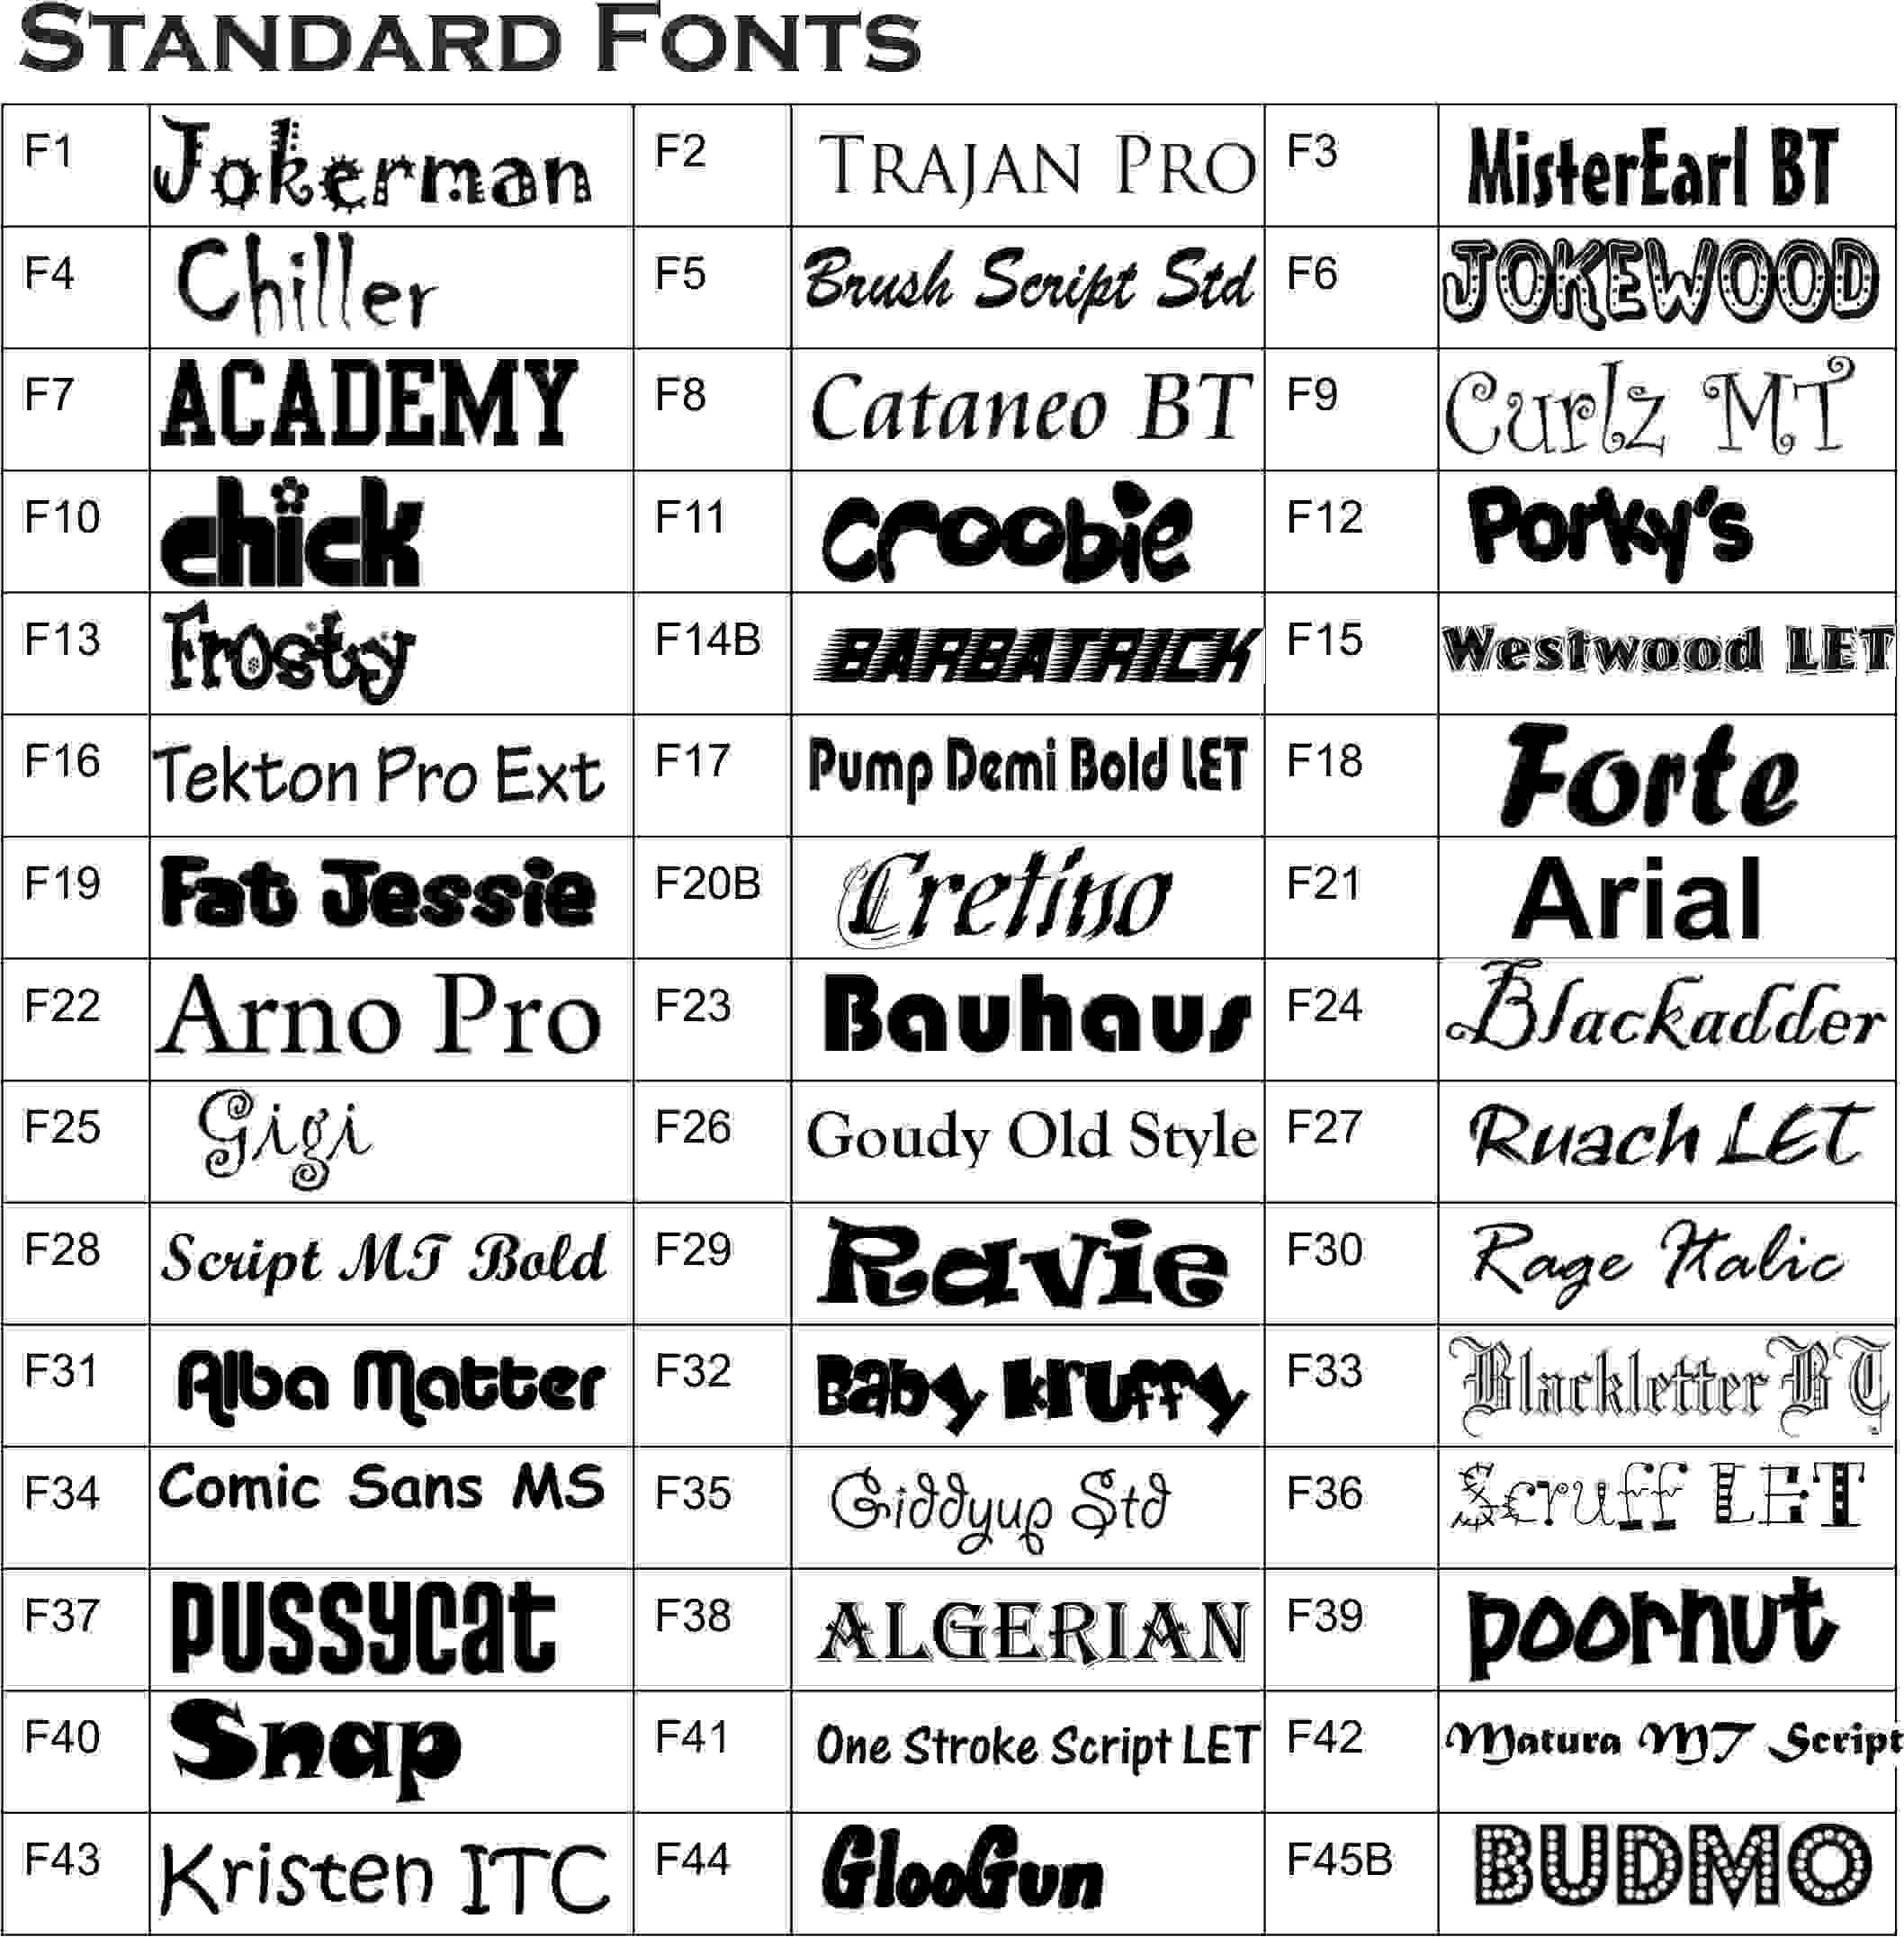 STANDARD FONTS
F1 Jokerman F2 TRAJAN PRO F3 MisterEarl BT
F4 Chiller F5 Brush Script Std F6 JOKEWOOD
F7 ACADEMY F8 Cataneo BT F9 Curlz MT
F10 chick F11 croobie F12 Porky's
F13 Frosty F14B BARBATRICK F15 Westwood LET
F16 Tekton Pro Ext F17 Pump Demi Bold LET F18 Forte
F19 Fat Jessie F20B Cretino F21 Arial
F22 Arno Pro F23 Bauhaus F24 Blackadder
F25 Gigi F26 Goudy Old Style F27 Ruach LET
F28 Script MT Bold F29 Ravie F30 Rage Italic
F31 Alba Matter F32 Baby Kruffy F33 Blackletter BT
F34 Comic Sans MS F35 Giddyup Std F36 Scruff LET
F37 PUSSYCat F38 ALGERIAN F39 poornut
F40 Snap F41 One Stroke Script LET F42 Matura MT Script
F43 Kristen ITC F44 GlooGun F45B BUDMO